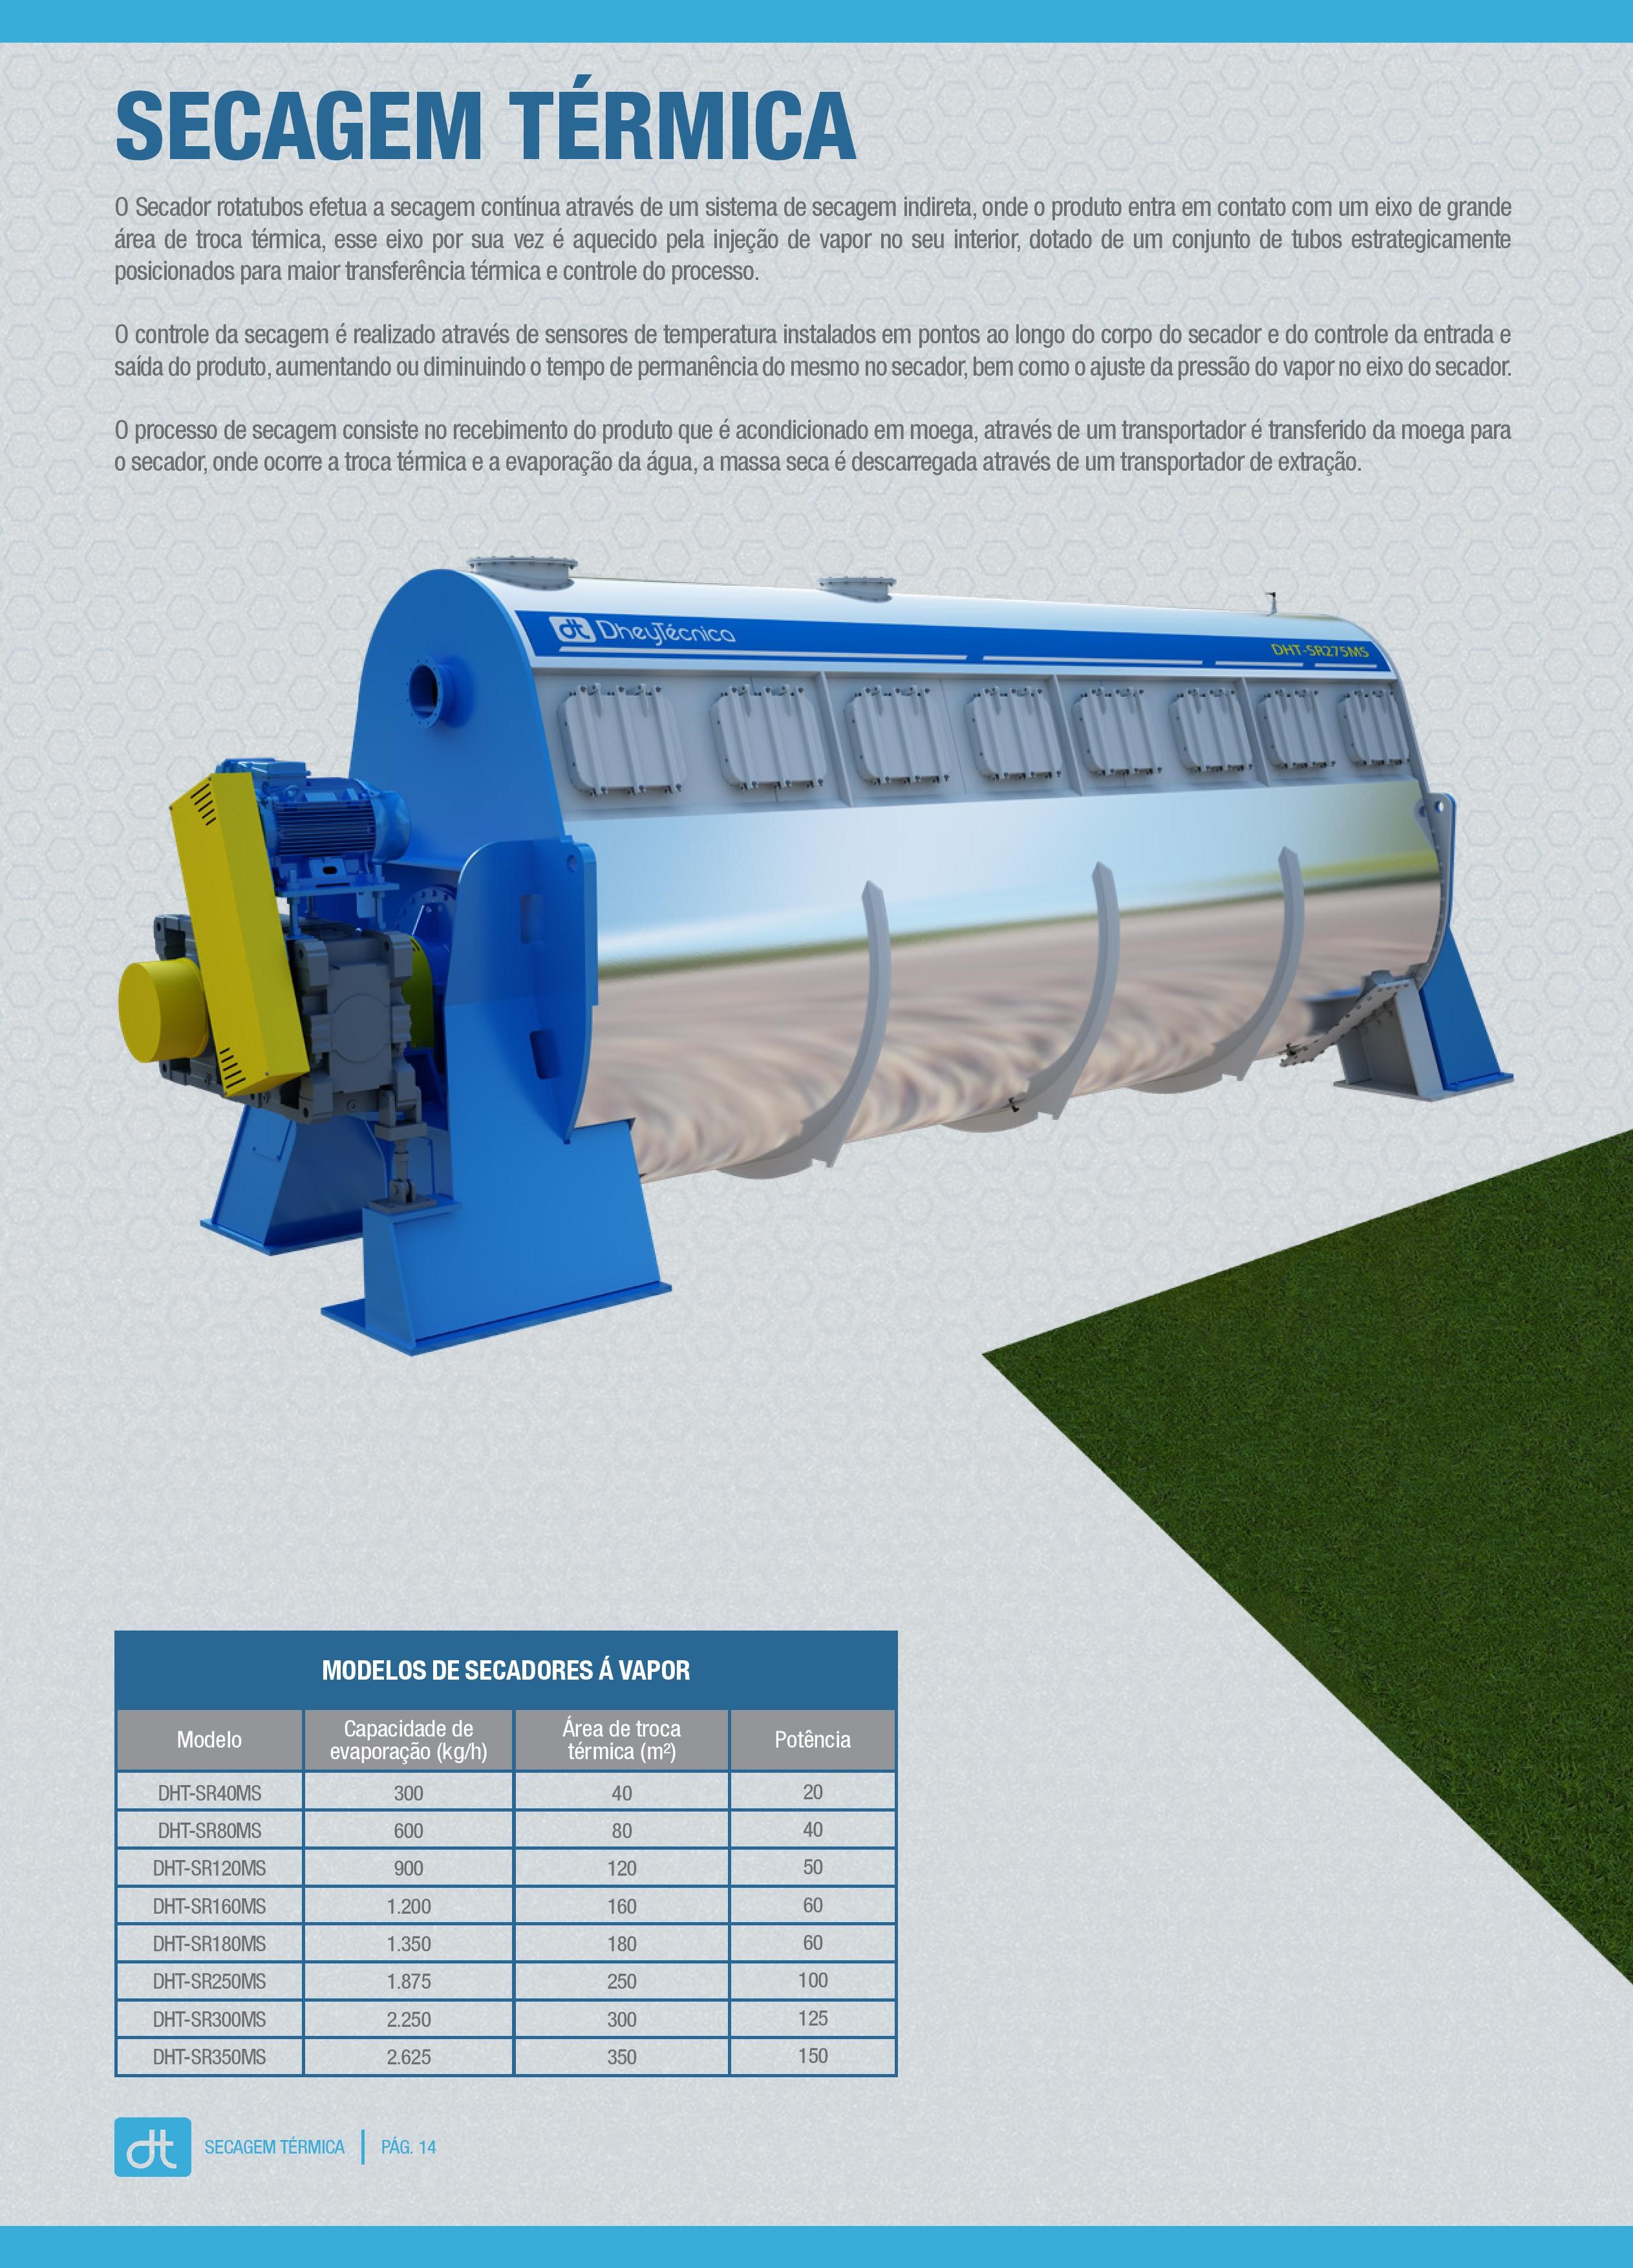 SECAGEM TÉRMICA
O Secador rotatubos efetua a secagem contínua através de um sistema de secagem indireta, onde o produto entra em contato com um eixo de grande
área de troca térmica, esse eixo por sua vez é aquecido pela injeção de vapor no seu interior, dotado de um conjunto de tubos estrategicamente
posicionados para maior transferência térmica e controle do processo.
O controle da secagem é realizado através de sensores de temperatura instalados em pontos ao longo do corpo do secador e do controle da entrada e
saída do produto, aumentando ou diminuindo o tempo de permanência do mesmo no secador, bem como o ajuste da pressão do vapor no eixo do secador.
O processo de secagem consiste no recebimento do produto que é acondicionado em moega, através de um transportador é transferido da moega para
o secador, onde ocorre a troca térmica e a evaporação da água, a massa seca é descarregada através de um transportador de extração.
dt DheyTécnica
DHT-SR275MS
MODELOS DE SECADORES Á VAPOR
Modelo Capacidade de evaporação (kg/h) Área de troca térmica (m²) Potência
DHT-SR40MS 300 40 20
DHT-SR80MS 600 80 40
DHT-SR120MS 900 120 50
DHT-SR160MS 1.200 160 60
DHT-SR180MS 1.350 180 60
DHT-SR250MS 1.875 250 100
DHT-SR300MS 2.250 300 125
DHT-SR350MS 2.625 350 150
dt SECAGEM TÉRMICA | PÁG. 14